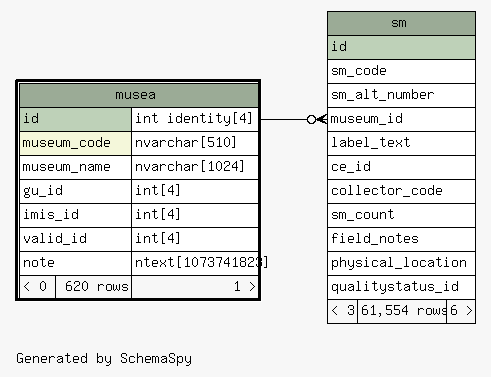 musea
id int identity[4]
museum_code nvarchar[510]
museum_name nvarchar[1024]
gu_id int[4]
imis_id int[4]
valid_id int[4]
note ntext[1073741823]
< 0 620 rows 1 >
sm
id
sm_code
sm_alt_number
museum_id
label_text
ce_id
collector_code
sm_count
field_notes
physical_location
qualitystatus_id
< 3 61,554 rows 6 >
Generated by SchemaSpy